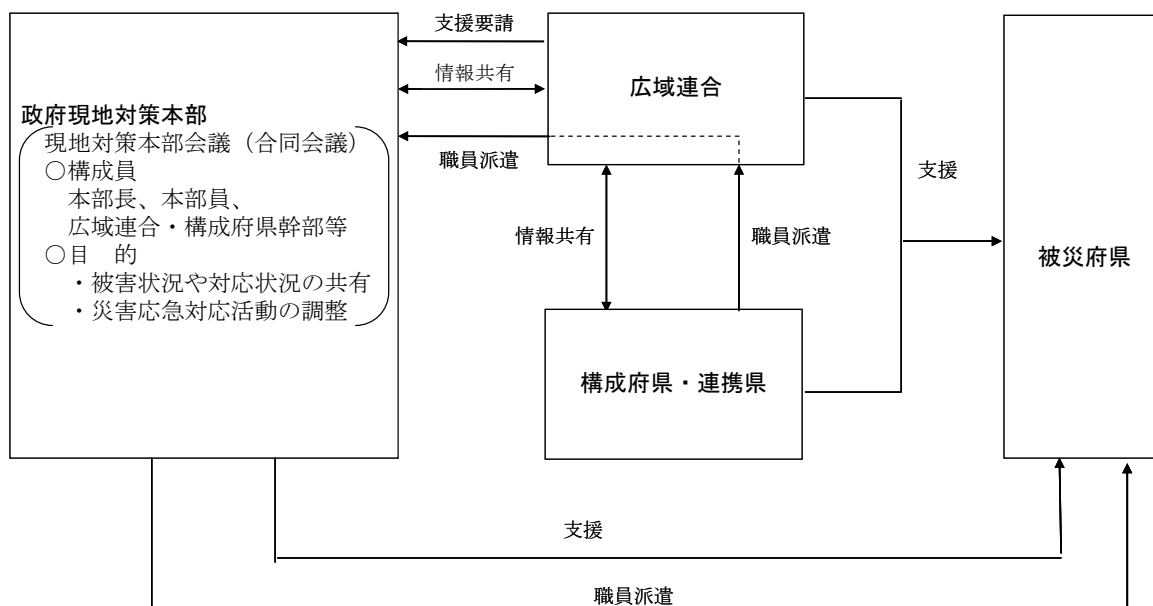 政府現地対策本部
現地対策本部会議（合同会議）
○構成員
本部長、本部員、
広域連合・構成府県幹部等
○目　的
・被害状況や対応状況の共有
・災害応急対応活動の調整
支援要請
情報共有
職員派遣
広域連合
情報共有
職員派遣
構成府県・連携県
支援
被災府県
支援
職員派遣